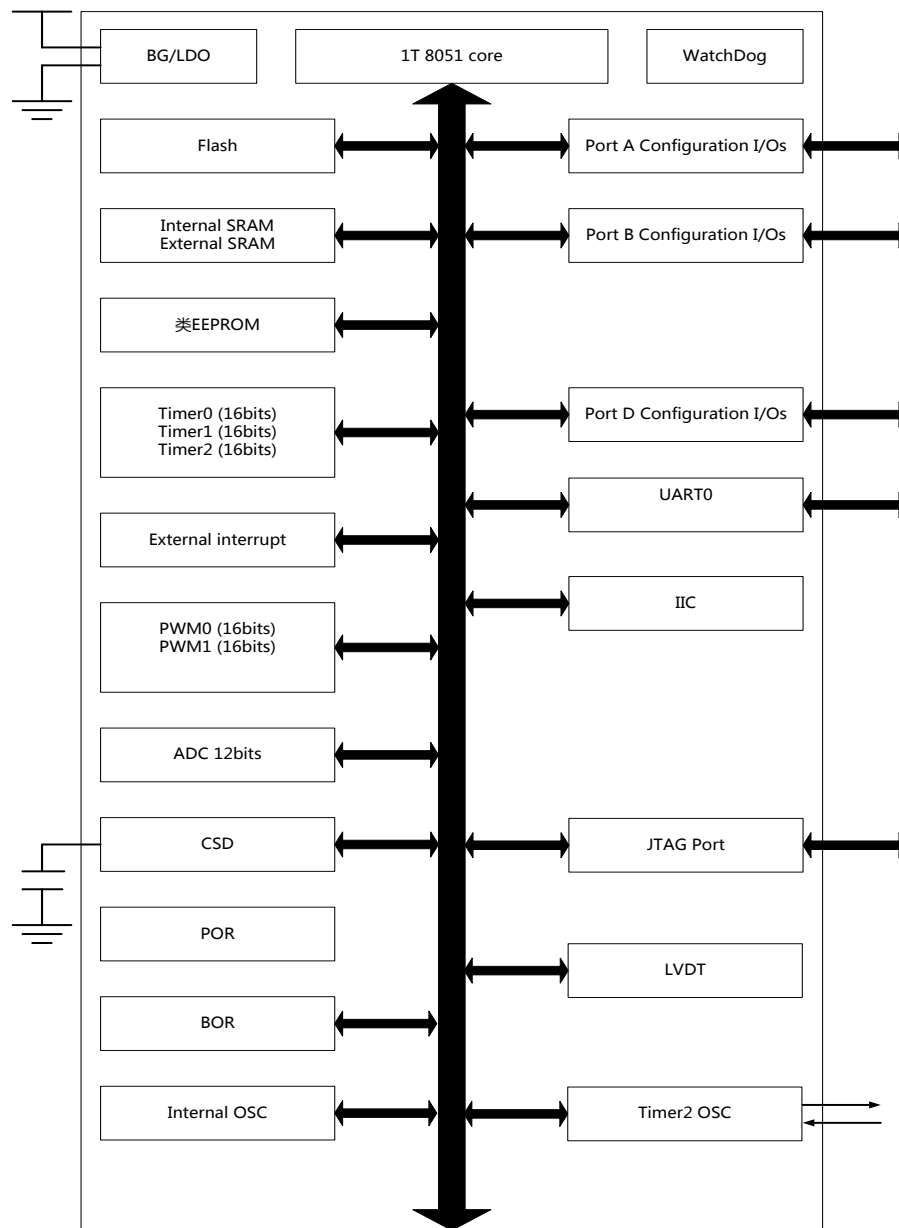 BG/LDO
1T 8051 core
WatchDog
Flash
Port A Configuration I/Os
Internal SRAM
External SRAM
Port B Configuration I/Os
类EEPROM
Timer0 (16bits)
Timer1 (16bits)
Timer2 (16bits)
Port D Configuration I/Os
UART0
External interrupt
IIC
PWM0 (16bits)
PWM1 (16bits)
ADC 12bits
CSD
JTAG Port
POR
LVDT
BOR
Internal OSC
Timer2 OSC